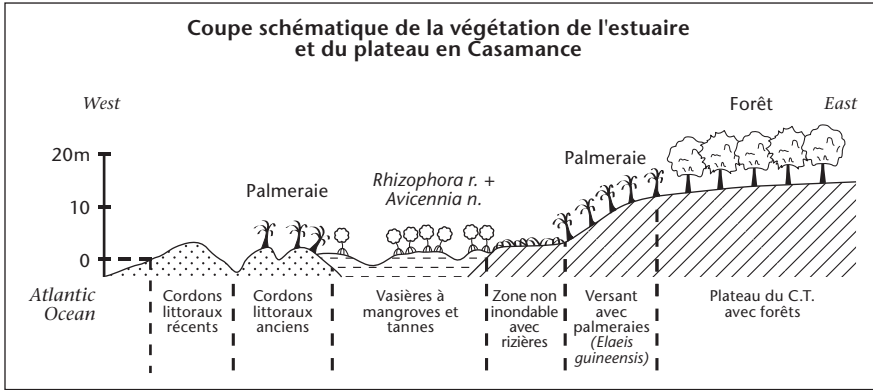 Coupe schématique de la végétation de l'estuaire
et du plateau en Casamance
West
Forêt
East
20m
10
0
Palmeraie
Rhizophora r. +
Avicennia n.
Palmeraie
Atlantic
Ocean
Cordons
littoraux
récents
Cordons
littoraux
anciens
Vasières à
mangroves et
tannes
Zone non
inondable
avec
rizières
Versant
avec
palmeraies
(Elaeis
guineensis)
Plateau du C.T.
avec forêts